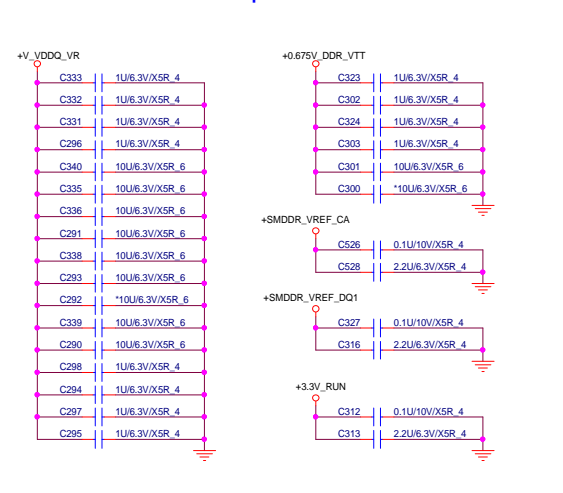 +V_VDDQ_VR
C333 1U/6.3V/X5R_4
C332 1U/6.3V/X5R_4
C331 1U/6.3V/X5R_4
C296 1U/6.3V/X5R_4
C340 10U/6.3V/X5R_6
C335 10U/6.3V/X5R_6
C336 10U/6.3V/X5R_6
C291 10U/6.3V/X5R_6
C338 10U/6.3V/X5R_6
C293 10U/6.3V/X5R_6
C292 *10U/6.3V/X5R_6
C339 10U/6.3V/X5R_6
C290 10U/6.3V/X5R_6
C298 1U/6.3V/X5R_4
C294 1U/6.3V/X5R_4
C297 1U/6.3V/X5R_4
C295 1U/6.3V/X5R_4
+0.675V_DDR_VTT
C323 1U/6.3V/X5R_4
C302 1U/6.3V/X5R_4
C324 1U/6.3V/X5R_4
C303 1U/6.3V/X5R_4
C301 10U/6.3V/X5R_6
C300 *10U/6.3V/X5R_6
+SMDDR_VREF_CA
C526 0.1U/10V/X5R_4
C528 2.2U/6.3V/X5R_4
+SMDDR_VREF_DQ1
C327 0.1U/10V/X5R_4
C316 2.2U/6.3V/X5R_4
+3.3V_RUN
C312 0.1U/10V/X5R_4
C313 2.2U/6.3V/X5R_4